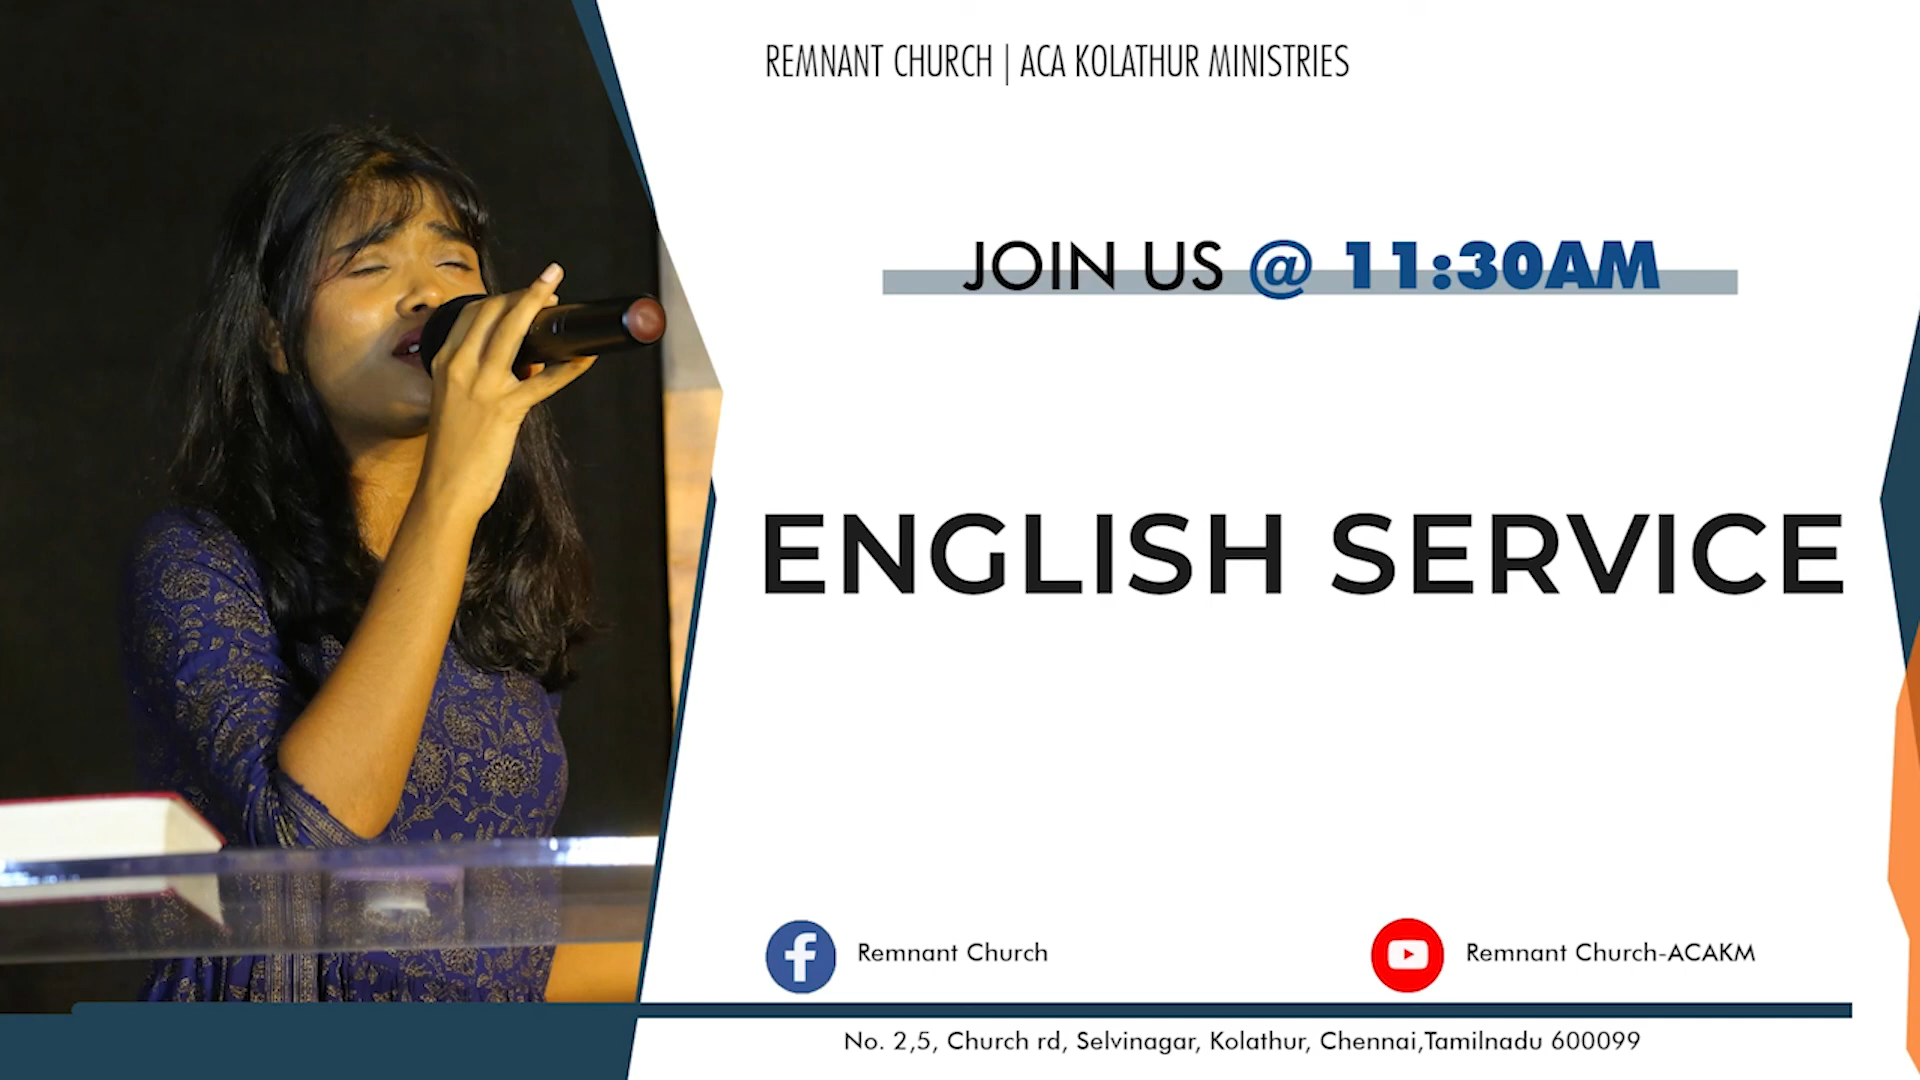 REMNANT CHURCH | ACA KOLATHUR MINISTRIES
JOIN US @ 11:30AM
ENGLISH SERVICE
Remnant Church
Remnant Church-ACAKM
No. 2,5, Church rd, Selvinagar, Kolathur, Chennai,Tamilnadu 600099